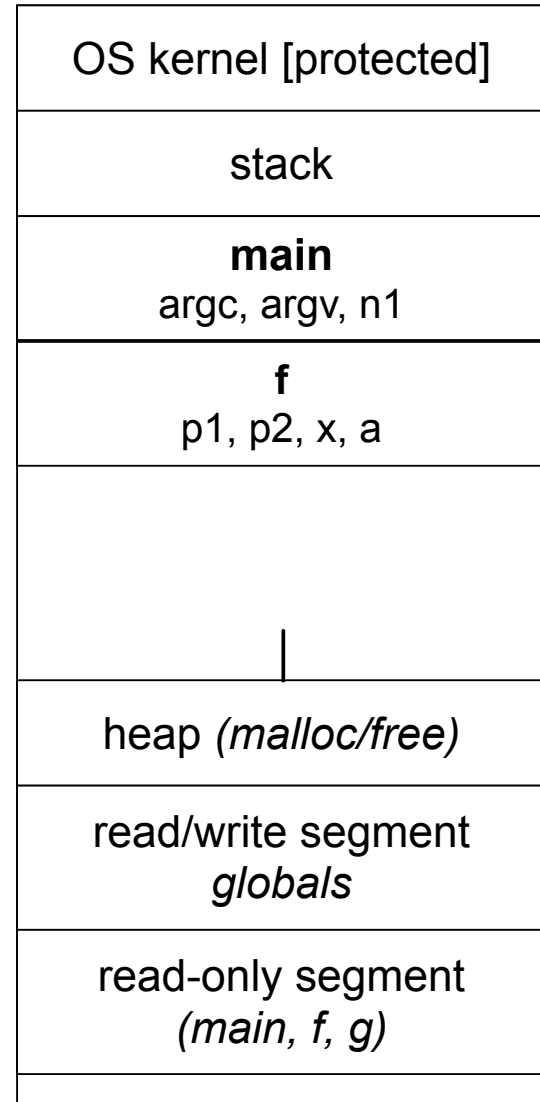 OS kernel [protected]
stack
main
argc, argv, n1
f
p1, p2, x, a
heap (malloc/free)
read/write segment
globals
read-only segment
(main, f, g)